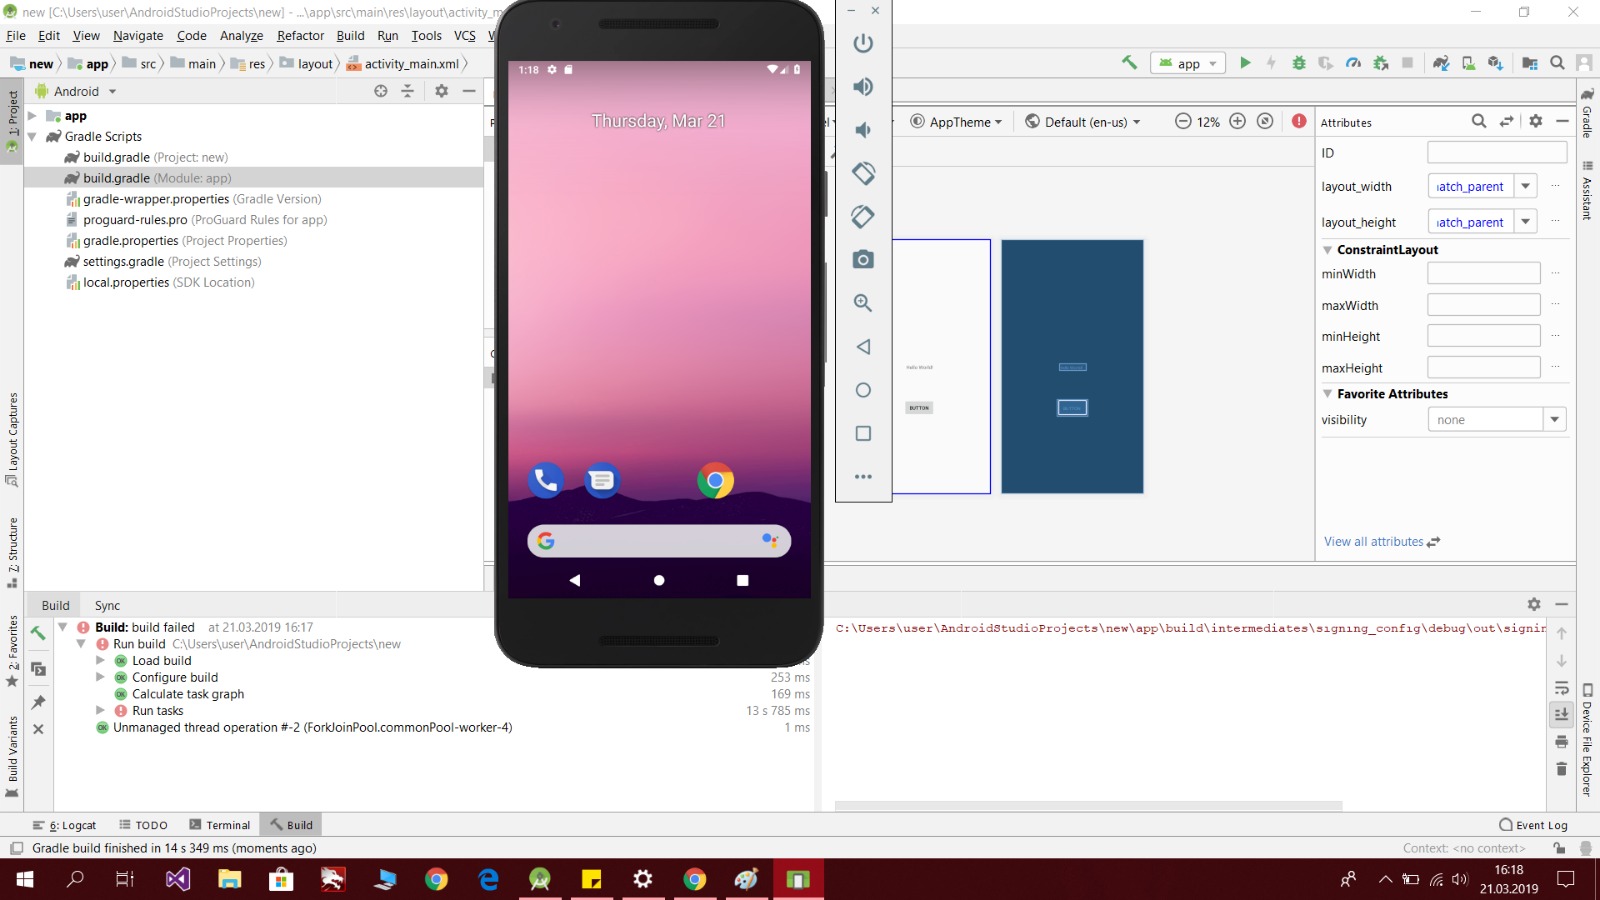 new [C:\Users\user\AndroidStudioProjects\new] - ...\app\src\main\res\layout\activity_m
File Edit View Navigate Code Analyze Refactor Build Run Tools VCS
new app src main res layout activity_main.xml
app
Android
app
Gradle Scripts
build.gradle (Project: new)
build.gradle (Module: app)
gradle-wrapper.properties (Gradle Version)
proguard-rules.pro (ProGuard Rules for app)
gradle.properties (Project Properties)
settings.gradle (Project Settings)
local.properties (SDK Location)
1: Project
Layout Captures
7: Structure
2: Favorites
Build Variants
1:18
Thursday, Mar 21
AppTheme
Default (en-us)
12%
Hello World!
BUTTON
Attributes
ID
layout_width
atch_parent
layout_height
atch_parent
ConstraintLayout
minWidth
maxWidth
minHeight
maxHeight
Favorite Attributes
visibility
none
View all attributes
Gradle
Assistant
Device File Explorer
Build Sync
Build: build failed at 21.03.2019 16:17
Run build C:\Users\user\AndroidStudioProjects\new
Load build ms
Configure build 253 ms
Calculate task graph 169 ms
Run tasks 13 s 785 ms
Unmanaged thread operation #-2 (ForkJoinPool.commonPool-worker-4) 1 ms
C:\Users\user\AndroidStudioProjects\new\app\build\intermediates\signing_config\debug\out\signin
6: Logcat TODO Terminal Build
Event Log
Gradle build finished in 14 s 349 ms (moments ago)
Context: <no context>
16:18
21.03.2019